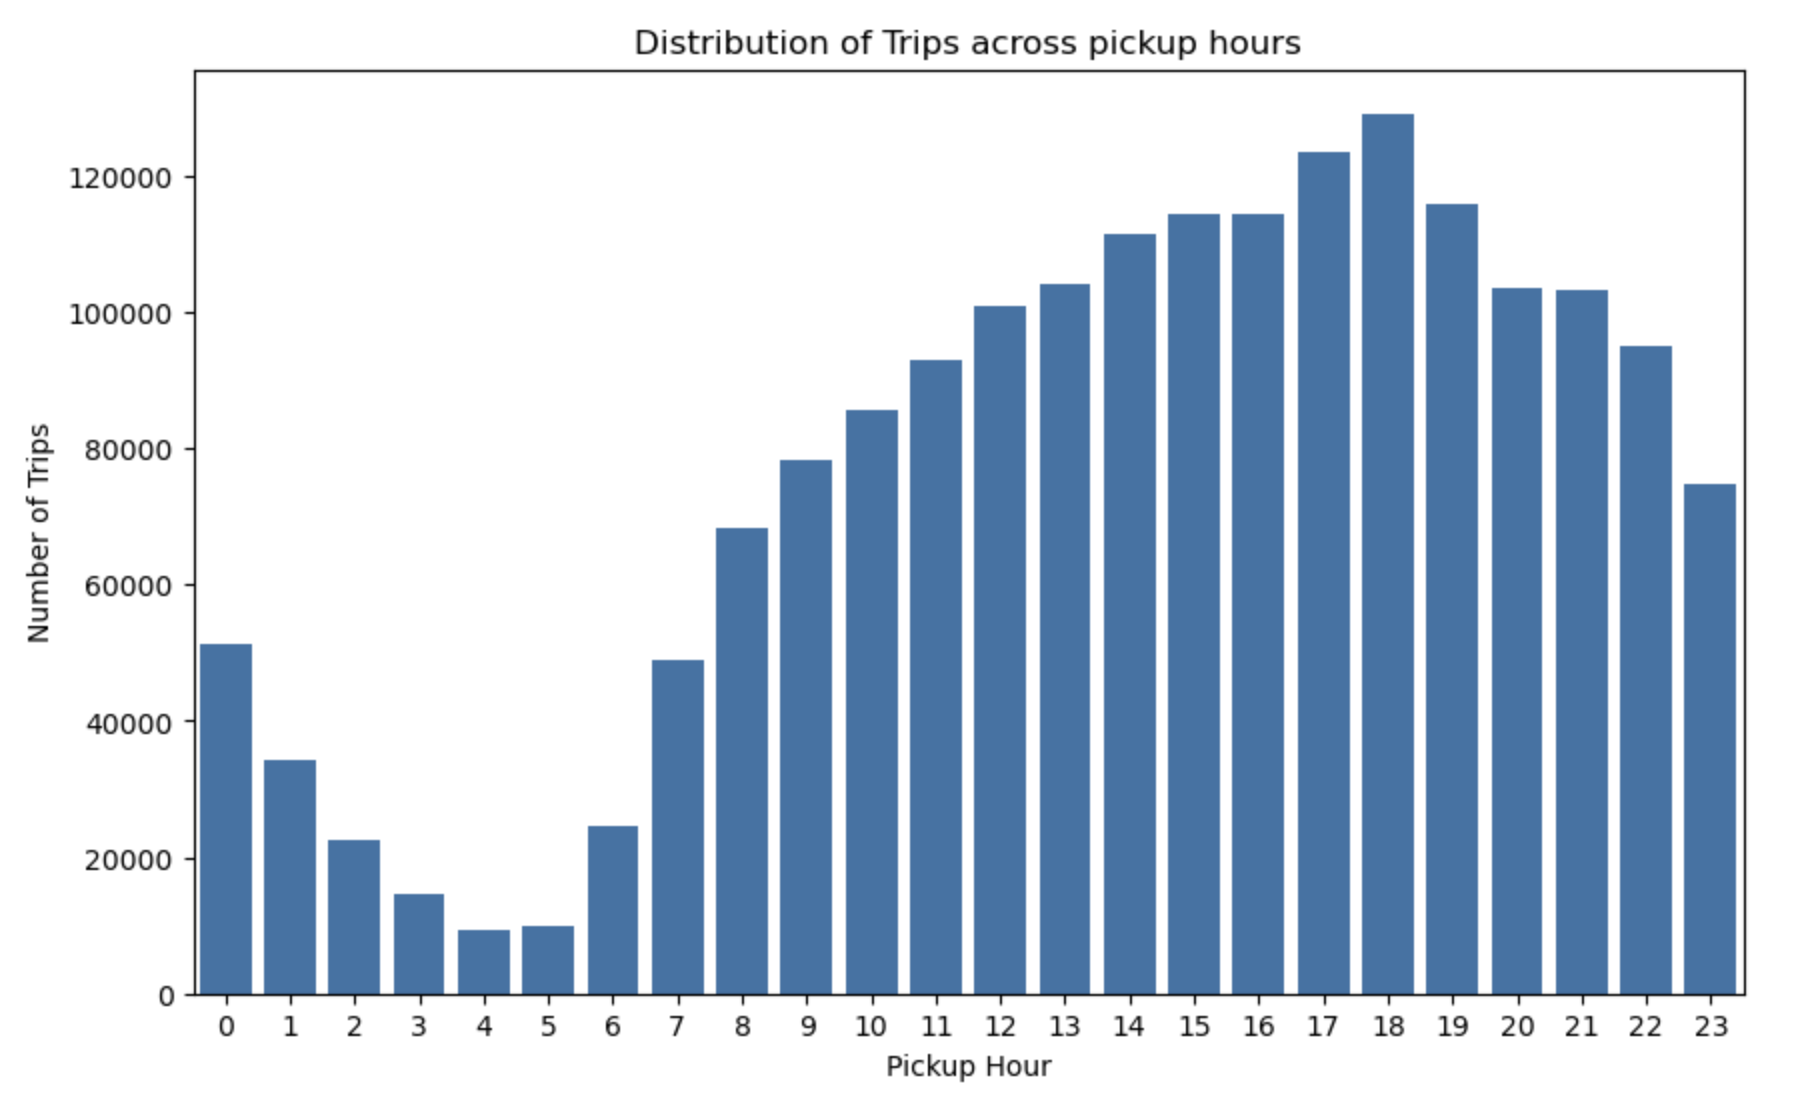 Distribution of Trips across pickup hours
Number of Trips
120000
100000
80000
60000
40000
20000
0
0 1 2 3 4 5 6 7 8 9 10 11 12 13 14 15 16 17 18 19 20 21 22 23
Pickup Hour